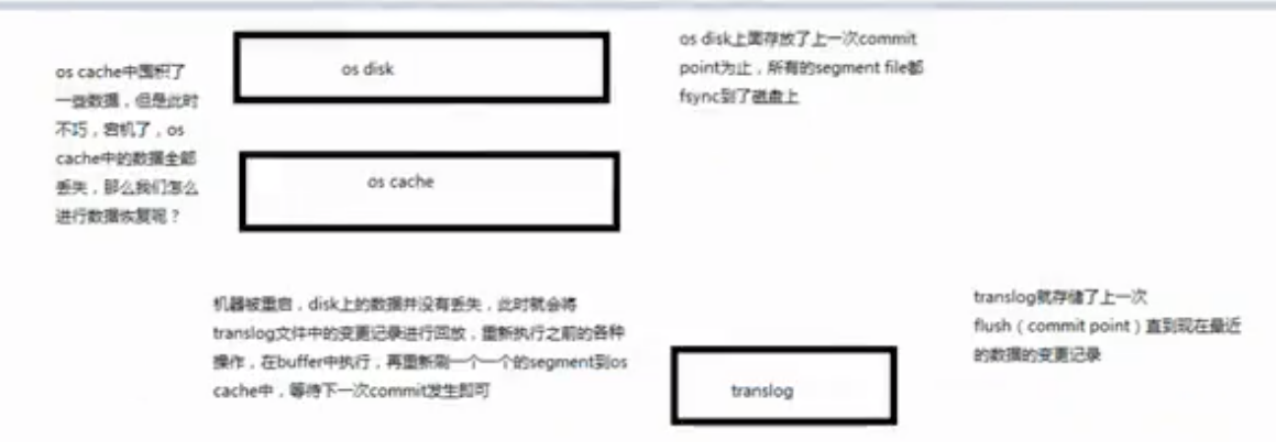 os cache中囤积了
一些数据，但是此时
不巧，宕机了，os
cache中的数据全部
丢失，那么我们怎么
进行数据恢复呢？
os disk
os cache
os disk上面存放了上一次commit
point为止，所有的segment file都
fsync到了磁盘上
机器被重启，disk上的数据并没有丢失，此时就会将
translog文件中的变更记录进行回放，重新执行之前的各种
操作，在buffer中执行，再重新刷一个一个的segment到os
cache中，等待下一次commit发生即可
translog
translog就存储了上一次
flush（commit point）直到现在最近
的数据的变更记录